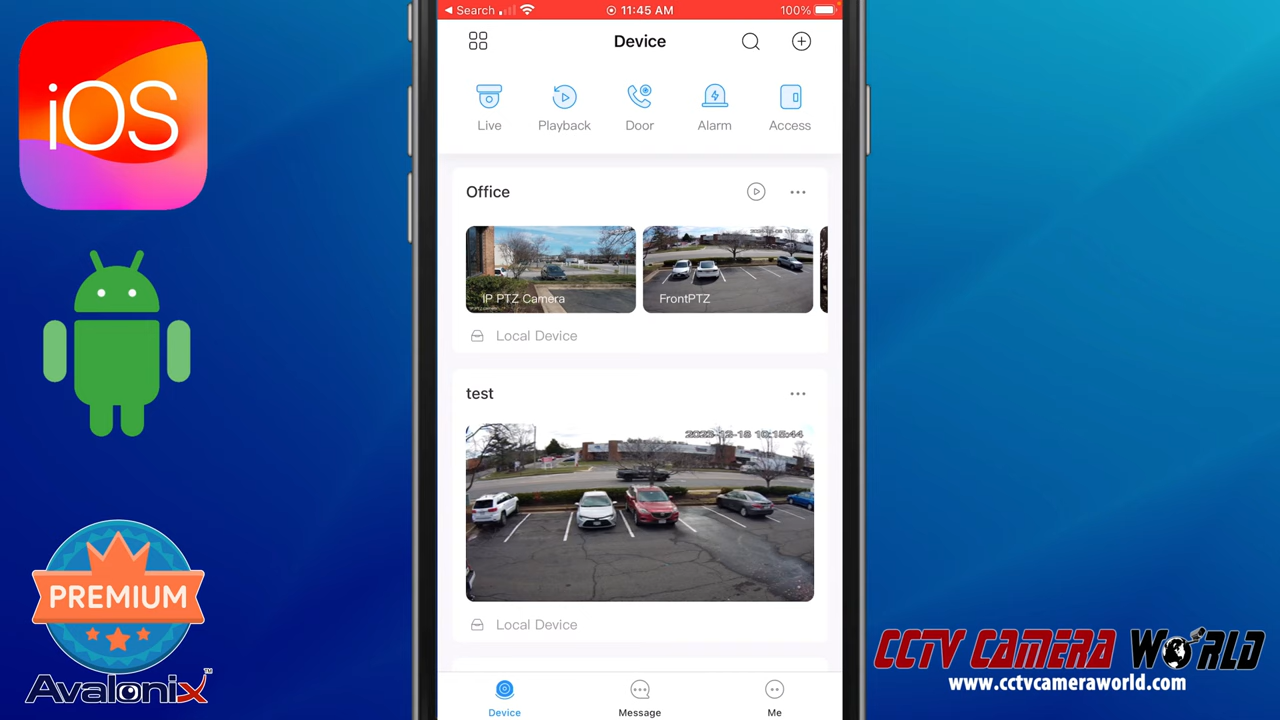 iOS
PREMIUM
Avalonix™
Search
11:45 AM
100%
Device
Live
Playback
Door
Alarm
Access
Office
IP PTZ Camera
FrontPTZ
Local Device
test
Local Device
Device
Message
Me
CCTV CAMERA WORLD
www.cctvcameraworld.com